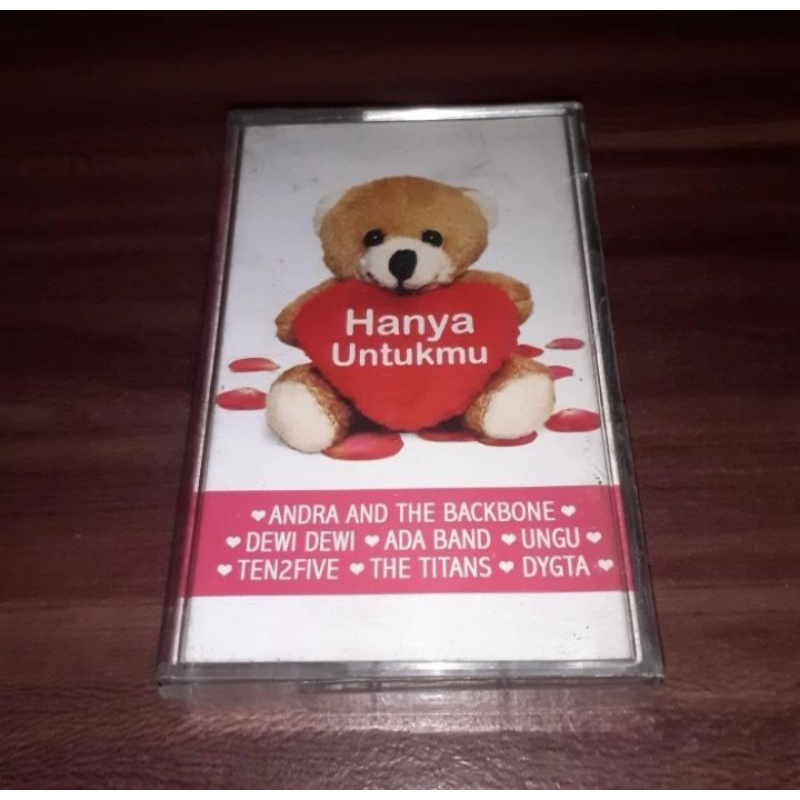 Hanya
Untukmu
♥ ANDRA AND THE BACKBONE ♥
♥ DEWI DEWI ♥ ADA BAND ♥ UNGU ♥
♥ TEN2FIVE ♥ THE TITANS ♥ DYGTA ♥